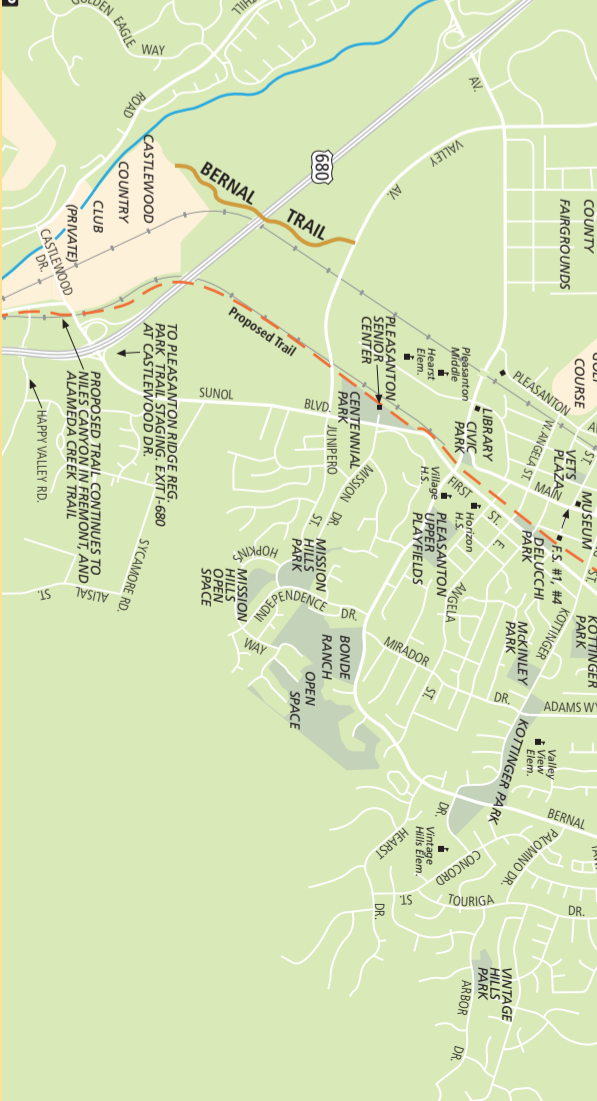 GOLDEN EAGLE
WAY
ROAD
680
BERNAL
TRAIL
CASTLEWOOD
COUNTRY
CLUB
(PRIVATE)
CASTLEWOOD
DR.
VALLEY
AV.
AV.
COUNTY
FAIRGROUNDS
COURSE
PLEASANTON
Proposed Trail
PLEASANTON
SENIOR
CENTER
Hearst
Elem.
Pleasanton
Middle
LIBRARY
CIVIC
PARK
W. ANGELA ST.
VETS
PLAZA
MAIN
ST.
MUSEUM
F.S. #1, #4
DELUCCHI
PARK
TO PLEASANTON RIDGE REG.
PARK TRAIL STAGING. EXIT I-680
AT CASTLEWOOD DR.
PROPOSED TRAIL CONTINUES TO
NILES CANYON IN FREMONT, AND
ALAMEDA CREEK TRAIL
SUNOL
BLVD.
HAPPY VALLEY RD.
CENTENNIAL
PARK
JUNIPERO
ST.
MISSION
DR.
Village
H.S.
FIRST
ST.
Horizon
H.S.
PLEASANTON
UPPER
PLAYFIELDS
E.
ANGELA
KOTTINGER
KOTTINGER
PARK
McKINLEY
PARK
SYCAMORE RD.
ALISAL
ST.
HOPKINS
MISSION
HILLS
PARK
MISSION
HILLS
OPEN
SPACE
INDEPENDENCE
DR.
WAY
BONDE
RANCH
OPEN
SPACE
MIRADOR
ST.
DR.
ADAMS WY
KOTTINGER PARK
Valley
View
Elem.
BERNAL
DR.
Vintage
Hills Elem.
HEARST
DR.
CONCORD
ST.
PALOMINO DR.
TOURIGA
DR.
VINTAGE
HILLS
PARK
ARBOR
DR.